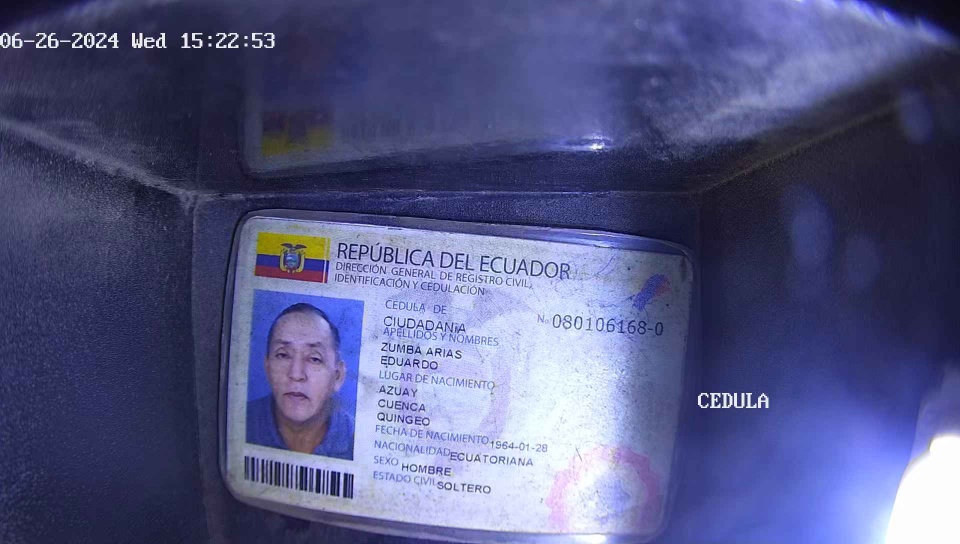 06-26-2024 Wed 15:22:53
REPÚBLICA DEL ECUADOR
DIRECCIÓN GENERAL DE REGISTRO CIVIL,
IDENTIFICACIÓN Y CEDULACIÓN
CEDULA DE
CIUDADANIA
Nº 080106168-0
APELLIDOS Y NOMBRES
ZUMBA ARIAS
EDUARDO
LUGAR DE NACIMIENTO
AZUAY
CUENCA
QUINGEO
FECHA DE NACIMIENTO 1964-01-28
NACIONALIDAD ECUATORIANA
SEXO HOMBRE
ESTADO CIVIL SOLTERO
CEDULA